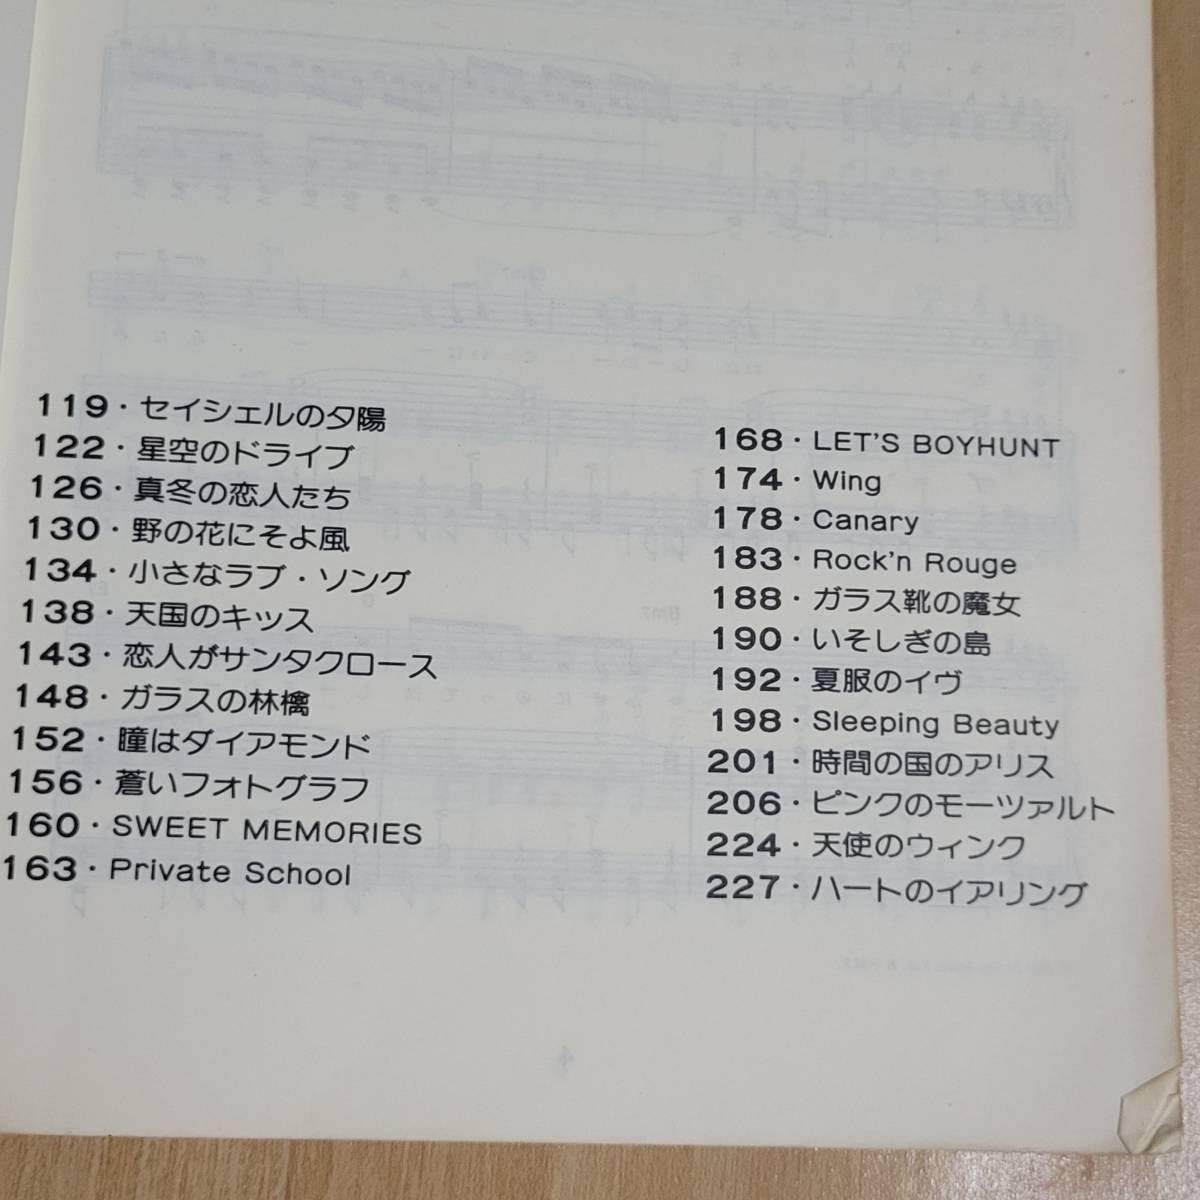 119・セイシェルの夕陽
122・星空のドライブ
126・真冬の恋人たち
130・野の花にそよ風
134・小さなラブ・ソング
138・天国のキッス
143・恋人がサンタクロース
148・ガラスの林檎
152・瞳はダイアモンド
156・蒼いフォトグラフ
160・SWEET MEMORIES
163・Private School
168・LET'S BOYHUNT
174・Wing
178・Canary
183・Rock'n Rouge
188・ガラス靴の魔女
190・いそしぎの島
192・夏服のイヴ
198・Sleeping Beauty
201・時間の国のアリス
206・ピンクのモーツァルト
224・天使のウィンク
227・ハートのイアリング